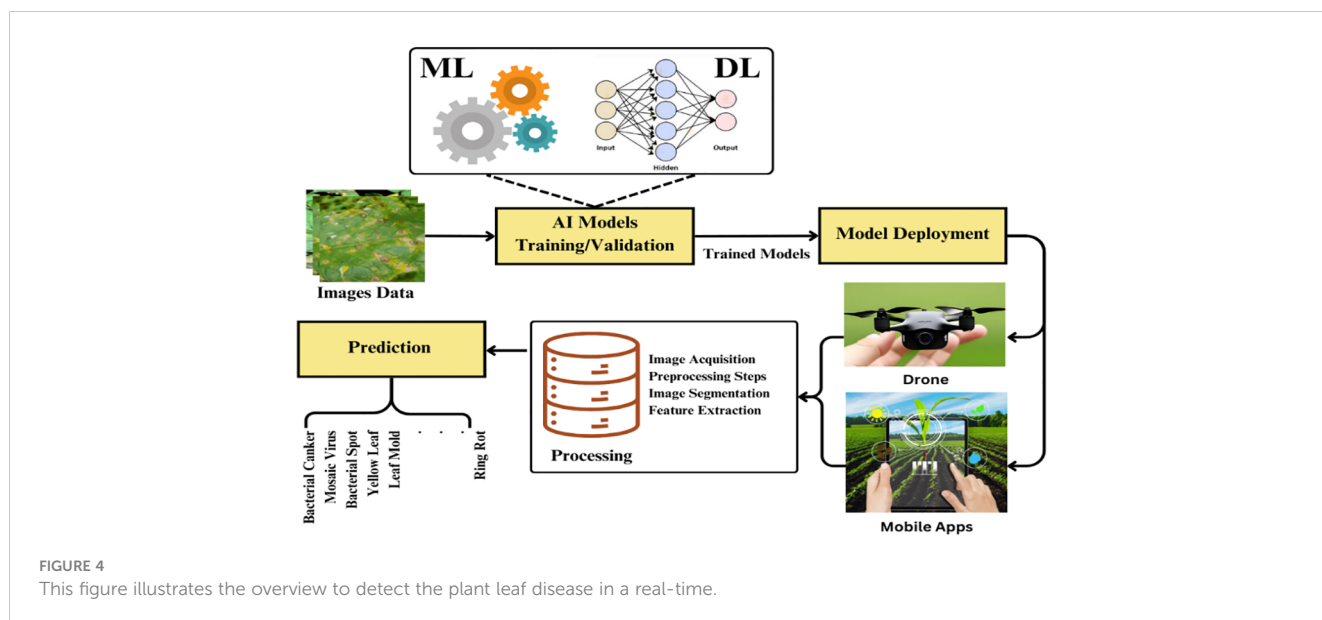 ML
DL
Input
Hidden
Output
AI Models
Training/Validation
Trained Models
Model Deployment
Images Data
Drone
Mobile Apps
Image Acquisition
Preprocessing Steps
Image Segmentation
Feature Extraction
Processing
Prediction
Bacterial Canker
Mosaic Virus
Bacterial Spot
Yellow Leaf
Leaf Mold
. . .
Ring Rot
FIGURE 4
This figure illustrates the overview to detect the plant leaf disease in a real-time.